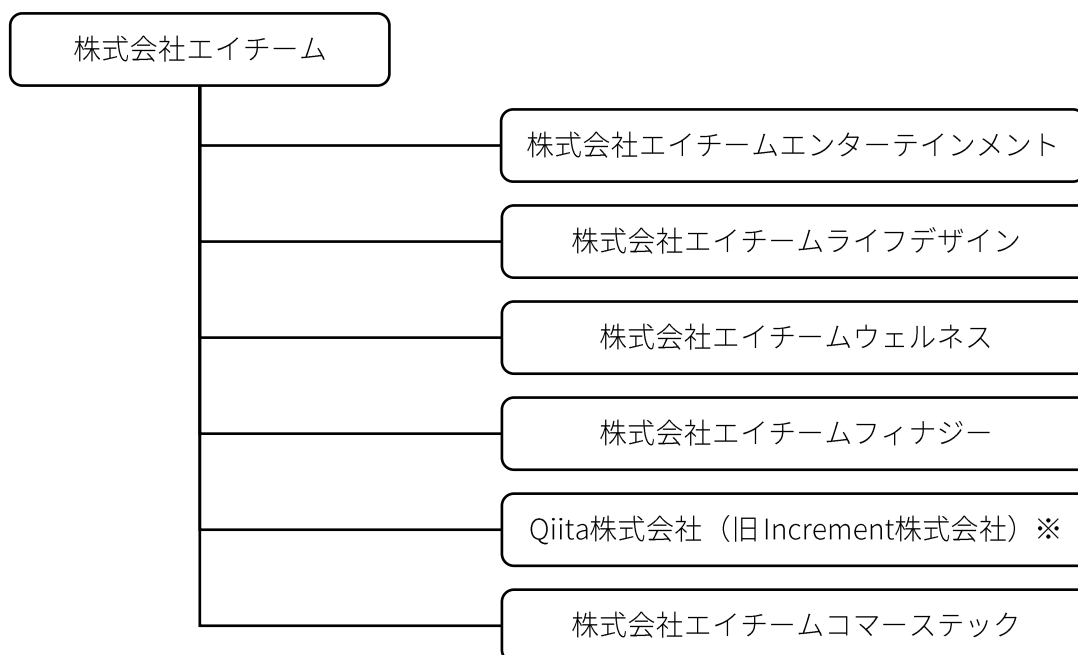 株式会社エイチーム
株式会社エイチームエンターテインメント
株式会社エイチームライフデザイン
株式会社エイチームウェルネス
株式会社エイチームフィナジー
Qiita株式会社（旧Increment株式会社）※
株式会社エイチームコマーステック